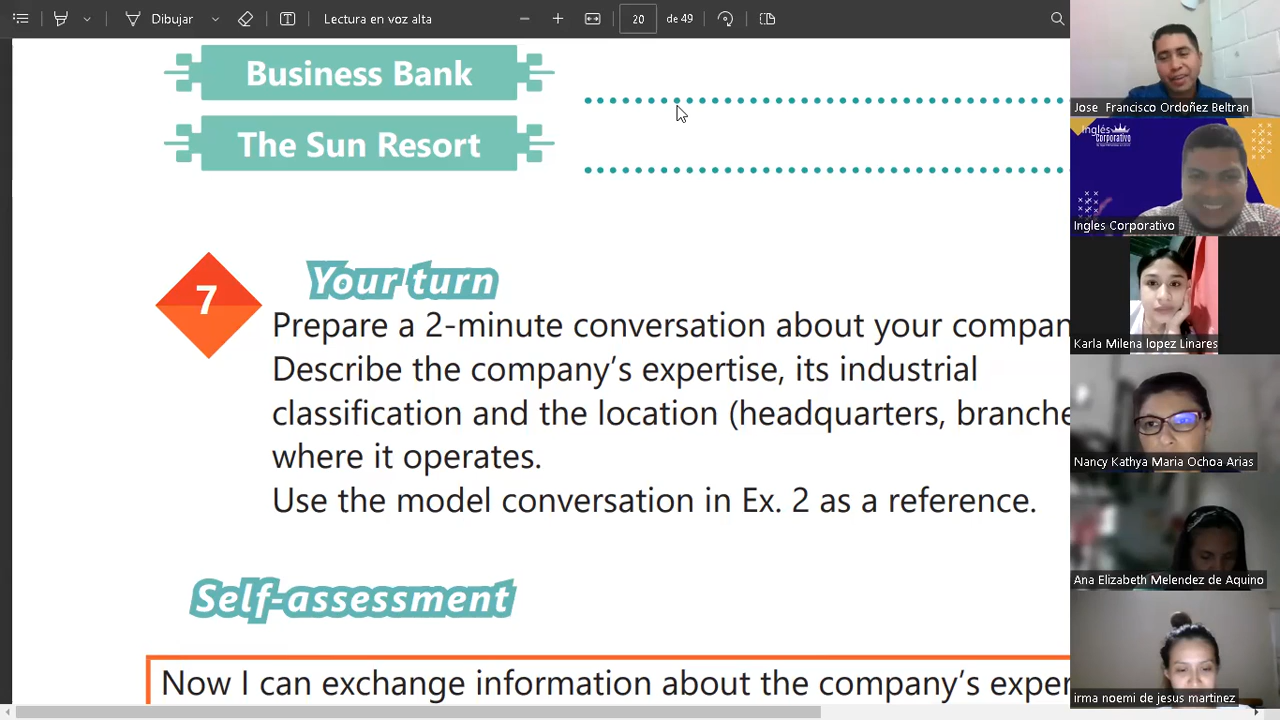 Dibujar
Lectura en voz alta
20
de 49
Business Bank
The Sun Resort
7
Your turn
Prepare a 2-minute conversation about your compan
Describe the company's expertise, its industrial
classification and the location (headquarters, branche
where it operates.
Use the model conversation in Ex. 2 as a reference.
Self-assessment
Now I can exchange information about the company's exper
Jose Francisco Ordoñez Beltran
Inglés
Corporativo
Ingles Corporativo
Karla Milena lopez Linares
Nancy Kathya Maria Ochoa Arias
Ana Elizabeth Melendez de Aquino
irma noemi de jesus martinez